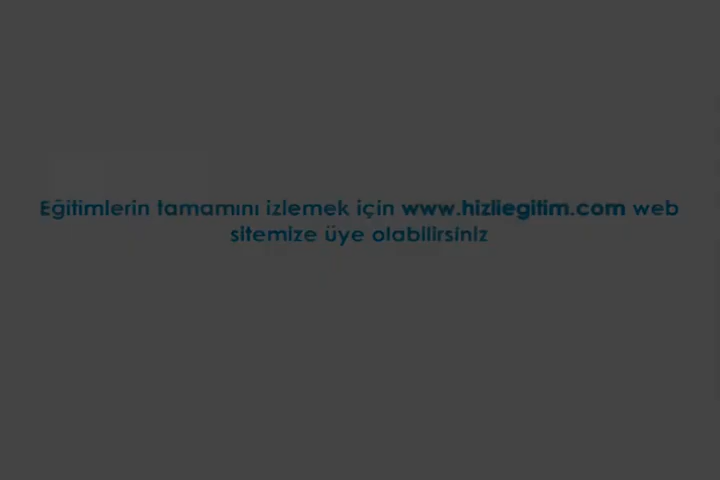 Eğitimlerin tamamını izlemek için www.hizliegitim.com web
sitemize üye olabilirsiniz